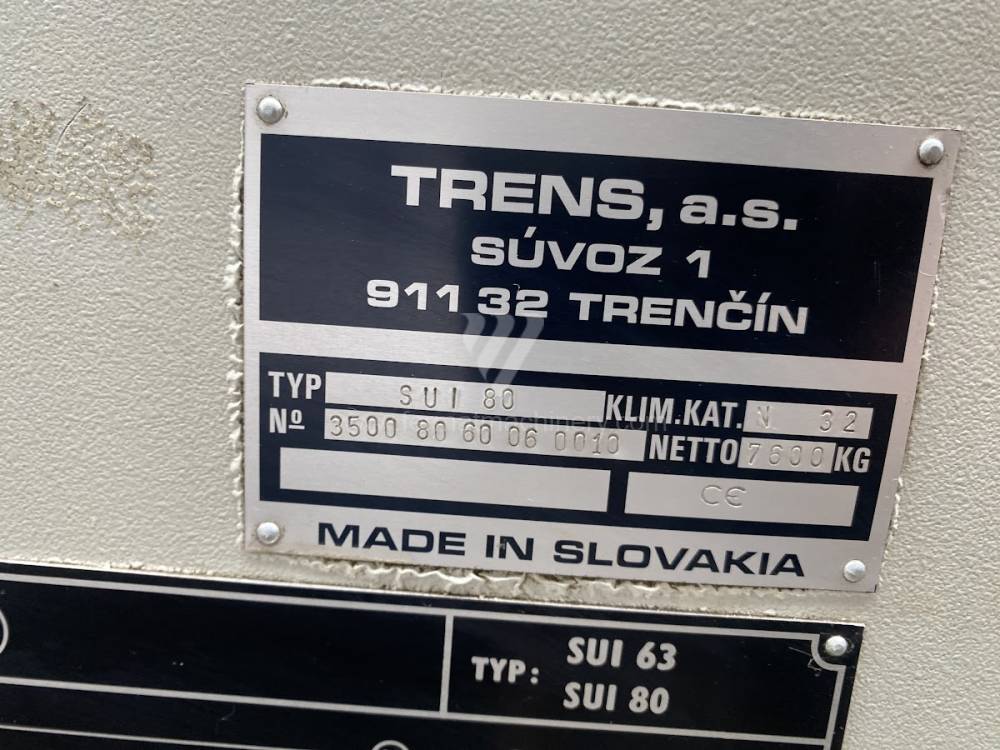 TRENS, a.s.
SÚVOZ 1
911 32 TRENČÍN
TYP SUI 80 KLIM.KAT. N. 32
Nº 3500 80 60 06 0010 NETTO 7600 KG
CE
MADE IN SLOVAKIA
TYP: SUI 63
SUI 80